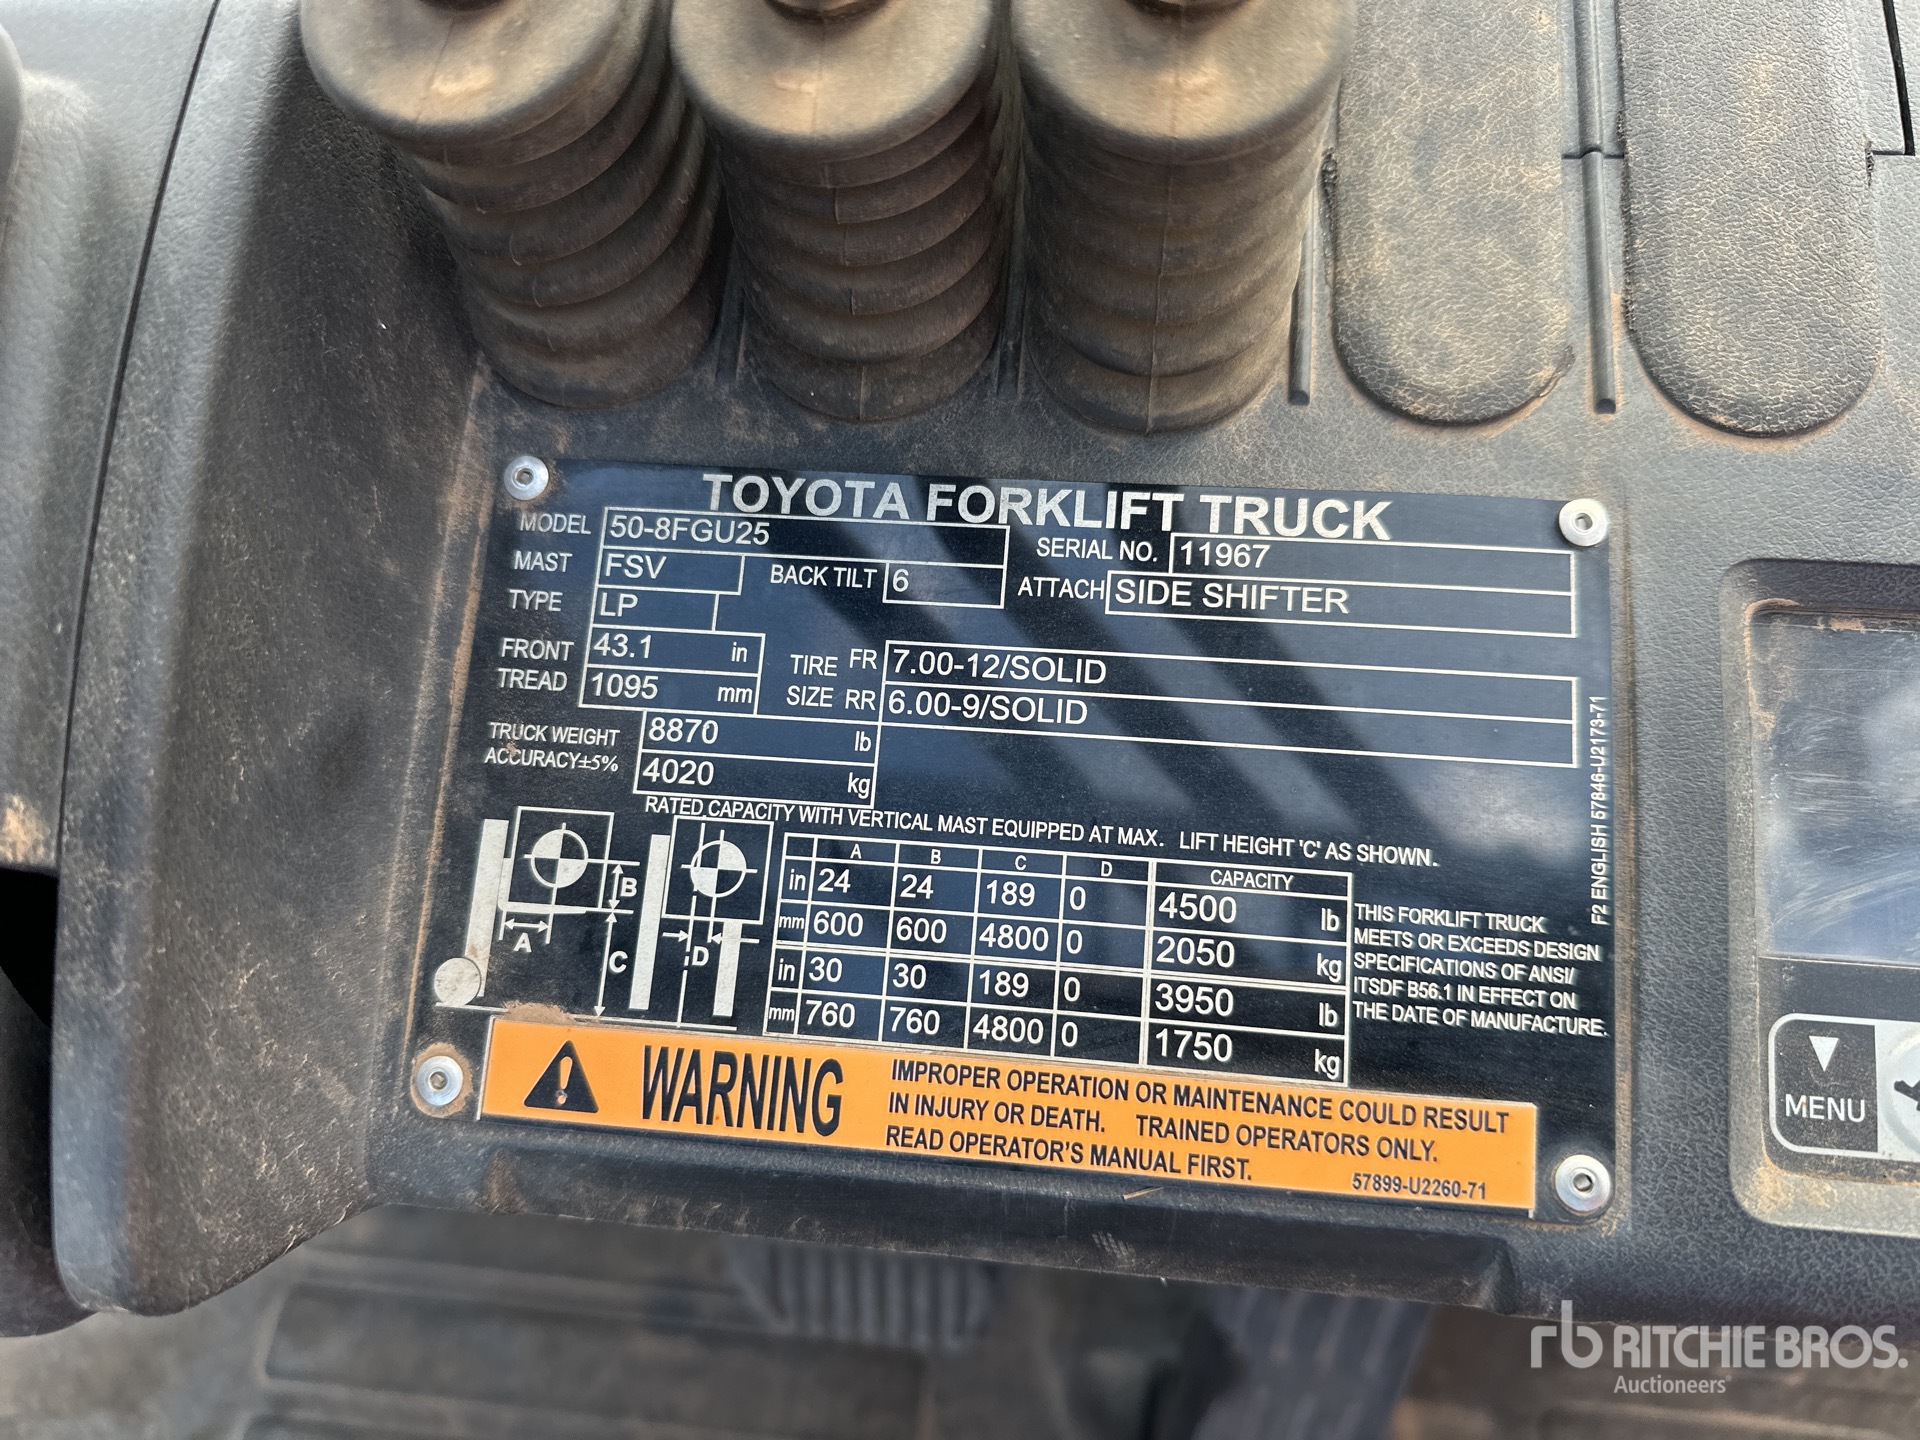 TOYOTA FORKLIFT TRUCK
MODEL 50-8FGU25 SERIAL NO. 11967
MAST FSV BACK TILT 6 ATTACH SIDE SHIFTER
TYPE LP
FRONT TREAD 43.1 in TIRE SIZE FR 7.00-12/SOLID
1095 mm RR 6.00-9/SOLID
TRUCK WEIGHT 8870 lb
ACCURACY±5% 4020 kg
RATED CAPACITY WITH VERTICAL MAST EQUIPPED AT MAX. LIFT HEIGHT 'C' AS SHOWN.
A B C D CAPACITY
in 24 24 189 0 4500 lb
mm 600 600 4800 0 2050 kg
in 30 30 189 0 3950 lb
mm 760 760 4800 0 1750 kg
A B C D
THIS FORKLIFT TRUCK
MEETS OR EXCEEDS DESIGN
SPECIFICATIONS OF ANSI/
ITSDF B56.1 IN EFFECT ON
THE DATE OF MANUFACTURE.
F2 ENGLISH 57846-U2173-71
WARNING
IMPROPER OPERATION OR MAINTENANCE COULD RESULT
IN INJURY OR DEATH. TRAINED OPERATORS ONLY.
READ OPERATOR'S MANUAL FIRST.
57899-U2260-71
MENU
rb RITCHIE BROS.
Auctioneers